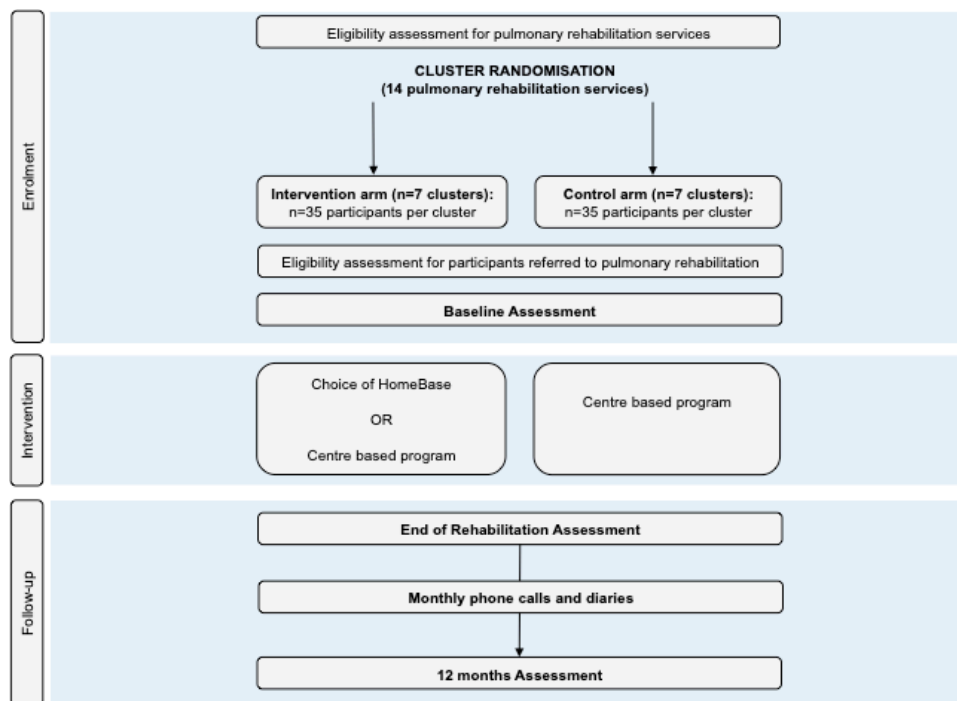 Enrolment
Eligibility assessment for pulmonary rehabilitation services
CLUSTER RANDOMISATION
(14 pulmonary rehabilitation services)
Intervention arm (n=7 clusters):
n=35 participants per cluster
Control arm (n=7 clusters):
n=35 participants per cluster
Eligibility assessment for participants referred to pulmonary rehabilitation
Baseline Assessment
Intervention
Choice of HomeBase
OR
Centre based program
Centre based program
Follow-up
End of Rehabilitation Assessment
Monthly phone calls and diaries
12 months Assessment